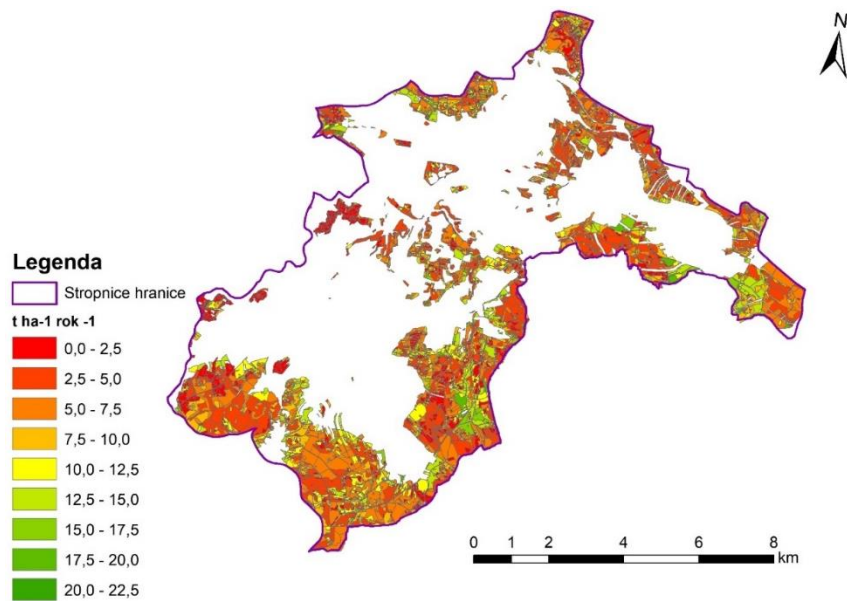 N
Legenda
Stropnice hranice
t ha-1 rok -1
0,0 - 2,5
2,5 - 5,0
5,0 - 7,5
7,5 - 10,0
10,0 - 12,5
12,5 - 15,0
15,0 - 17,5
17,5 - 20,0
20,0 - 22,5
0 1 2 4 6 8
km